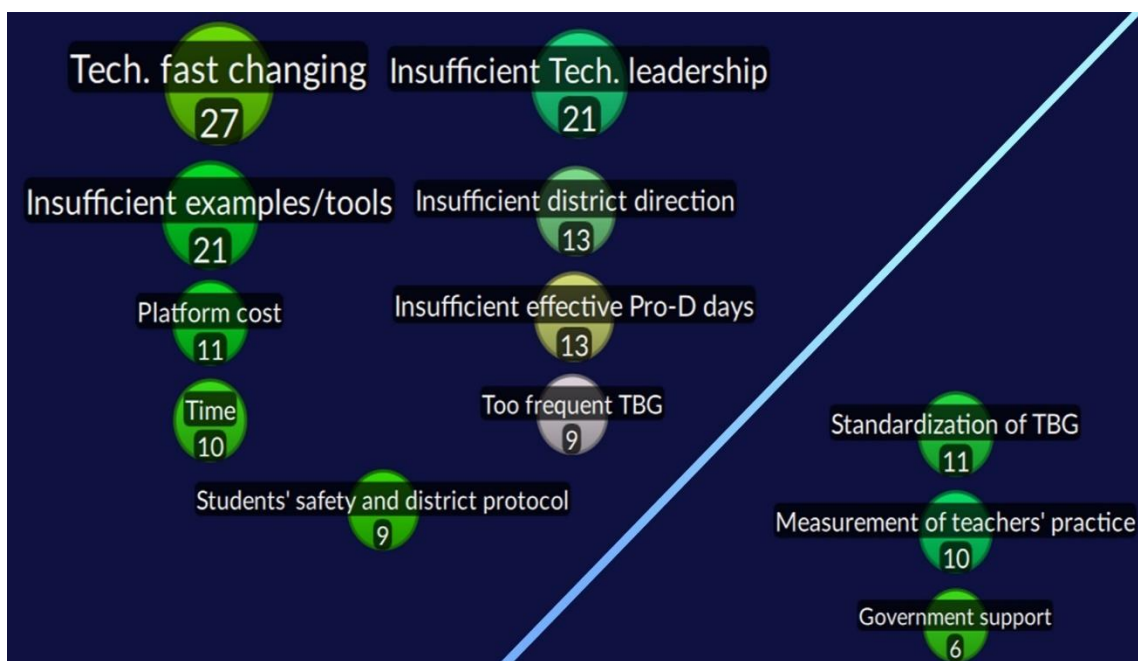 Tech. fast changing
27
Insufficient Tech. leadership
21
Insufficient examples/tools
21
Insufficient district direction
13
Platform cost
11
Insufficient effective Pro-D days
13
Time
10
Too frequent TBG
9
Students' safety and district protocol
9
Standardization of TBG
11
Measurement of teachers' practice
10
Government support
6